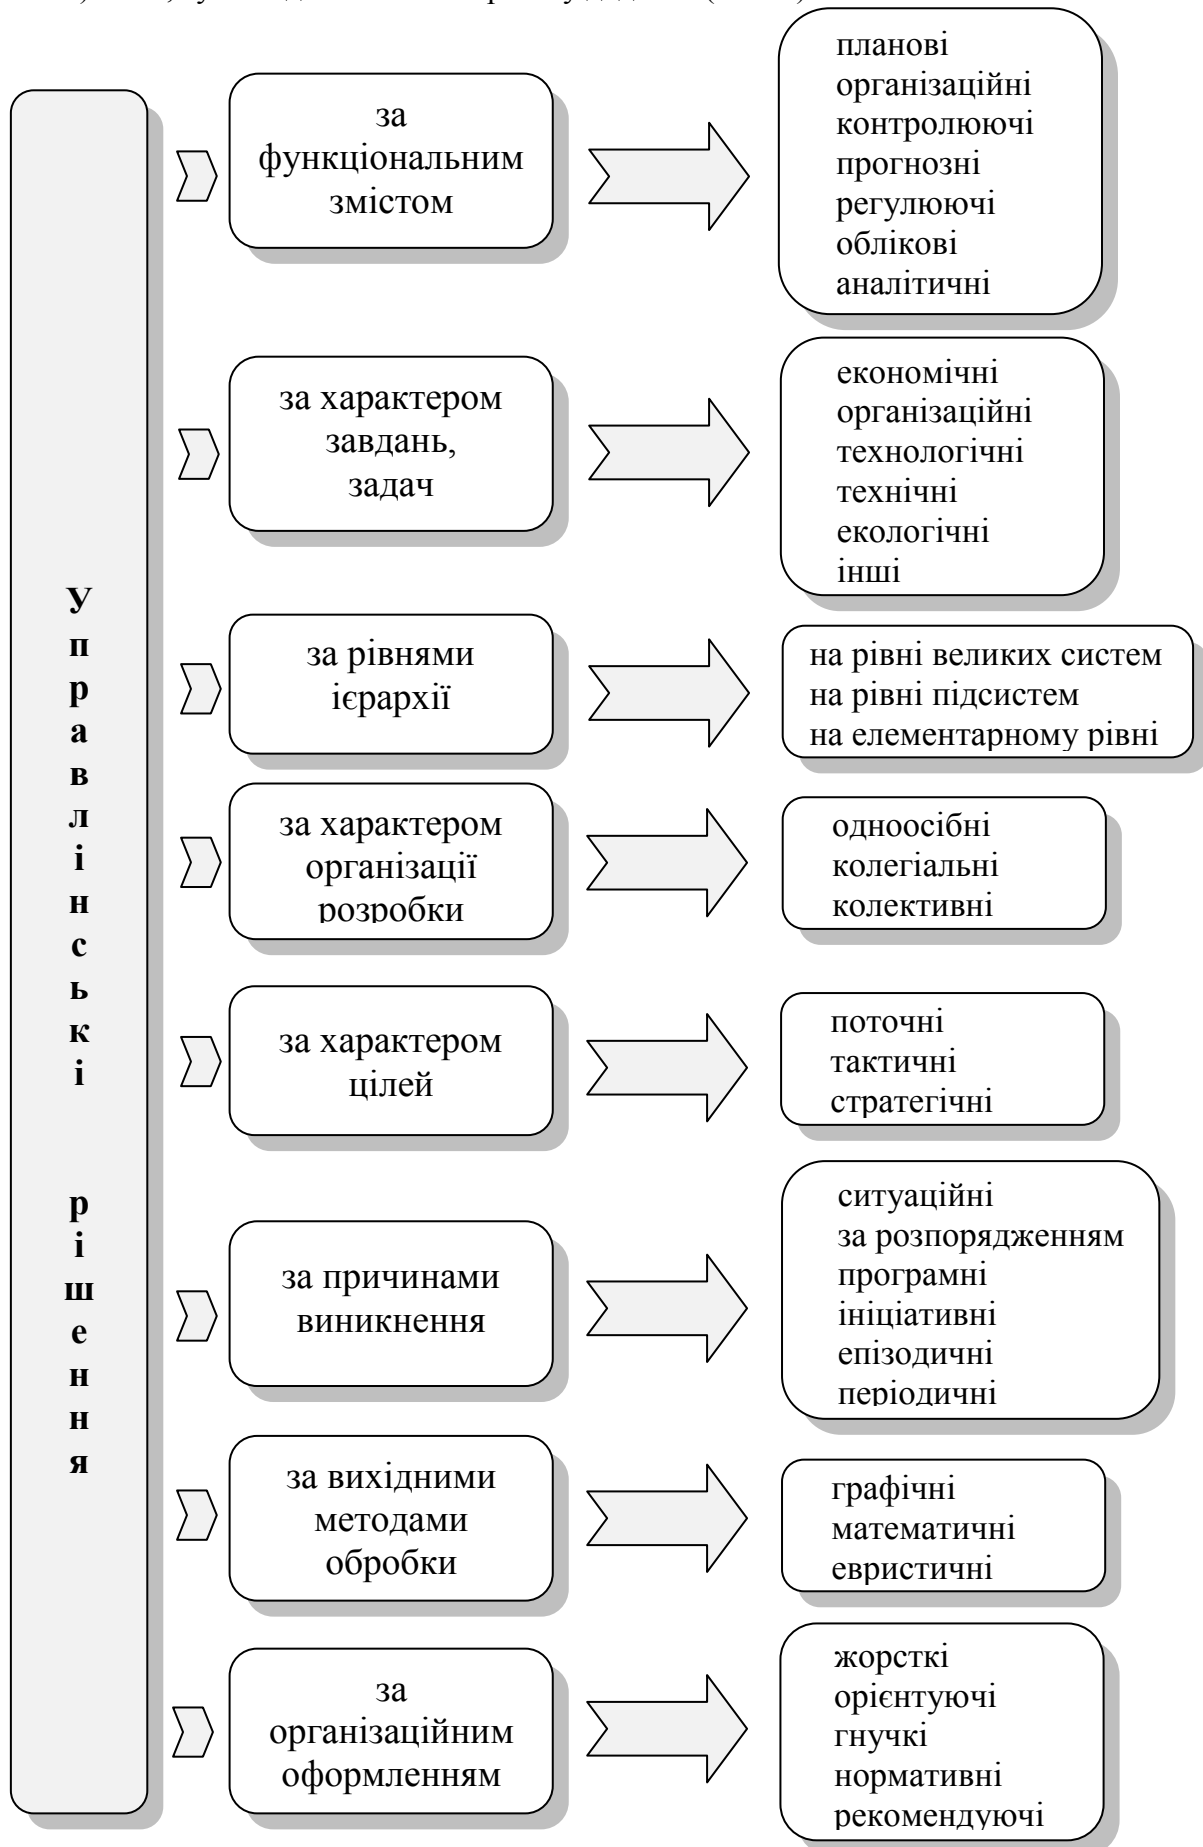 Управлінські рішення
за
функціональним
змістом
планові
організаційні
контролюючі
прогнозні
регулюючі
облікові
аналітичні
за характером
завдань,
задач
економічні
організаційні
технологічні
технічні
екологічні
інші
за рівнями
ієрархії
на рівні великих систем
на рівні підсистем
на елементарному рівні
за характером
організації
розробки
одноосібні
колегіальні
колективні
за характером
цілей
поточні
тактичні
стратегічні
за причинами
виникнення
ситуаційні
за розпорядженням
програмні
ініціативні
епізодичні
періодичні
за вихідними
методами
обробки
графічні
математичні
евристичні
за
організаційним
оформленням
жорсткі
орієнтуючі
гнучкі
нормативні
рекомендуючі